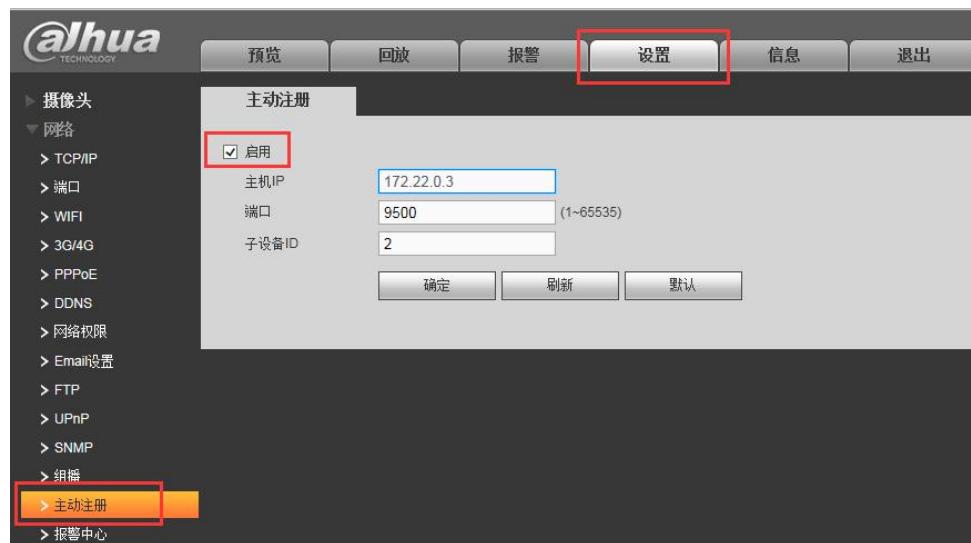 alhua
TECHNOLOGY
预览 回放 报警 设置 信息 退出
摄像头
网络
TCP/IP
端口
WIFI
3G/4G
PPPoE
DDNS
网络权限
Email设置
FTP
UPnP
SNMP
组播
主动注册
报警中心
主动注册
启用
主机IP 172.22.0.3
端口 9500 (1~65535)
子设备ID 2
确定 刷新 默认